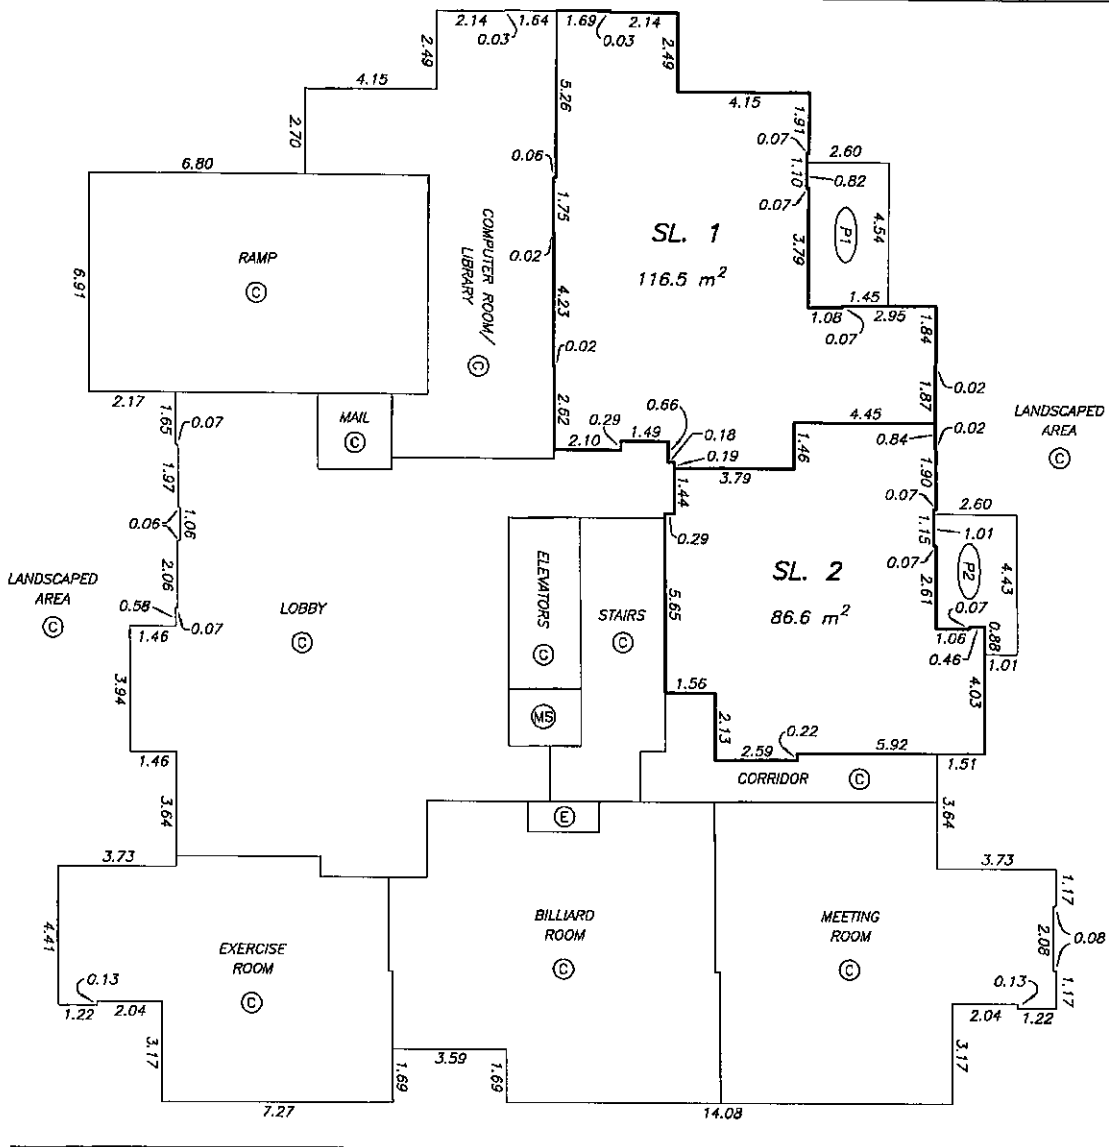 2.14 1.64 1.69 2.14
0.03 0.03
2.49 2.49
4.15 4.15
5.26
1.91
2.70
0.07 2.60
6.80
0.06 1.10 0.82
0.07
1.75
COMPUTER ROOM/
LIBRARY
C
SL. 1
116.5 m²
P1
4.54
3.79
RAMP
C
6.91
0.02
4.23
1.45
1.08 2.95
0.07
1.84
0.02
0.02
1.87
2.17
1.65
MAIL
C
0.07
2.62
0.66
0.29 1.49
2.10
0.18
0.19
4.45
0.84 0.02
1.46
3.79
LANDSCAPED
AREA
C
1.97
1.44
1.90
0.07 2.60
0.06 1.06
0.29
1.15 1.01
0.07
ELEVATORS
C
SL. 2
86.6 m²
P2
4.43
2.61
LANDSCAPED
AREA
C
2.06
0.58
0.07
1.46
LOBBY
C
STAIRS
C
5.65
0.07
1.06 0.88
0.46 1.01
3.94
1.56
4.03
MS
2.13
0.22
2.59 5.92
1.46
1.51
CORRIDOR C
3.64
E
3.64
3.73
3.73
1.17
4.41
EXERCISE
ROOM
C
BILLIARD
ROOM
C
MEETING
ROOM
C
2.08 0.08
0.13
1.22 2.04
0.13
1.17
2.04 1.22
3.17
3.59
1.69 1.69
3.17
7.27
14.08